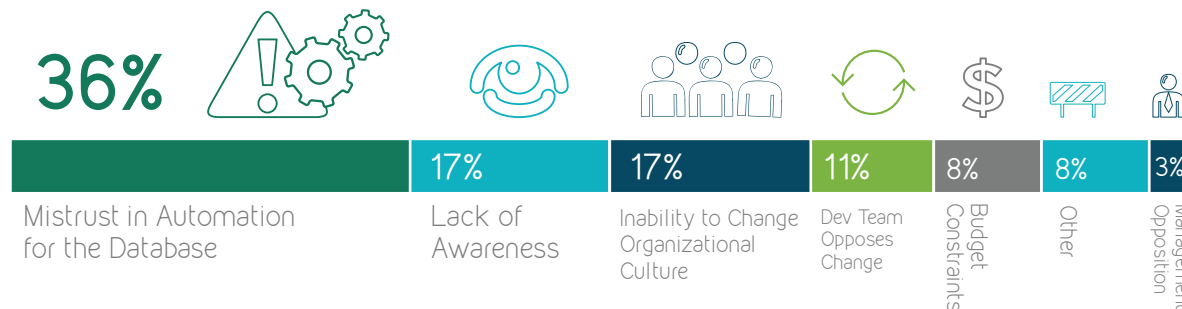 36%
17%
17%
11%
8%
8%
3%
Mistrust in Automation
for the Database
Lack of
Awareness
Inability to Change
Organizational
Culture
Dev Team
Opposes
Change
Budget
Constraints
Other
Opposition